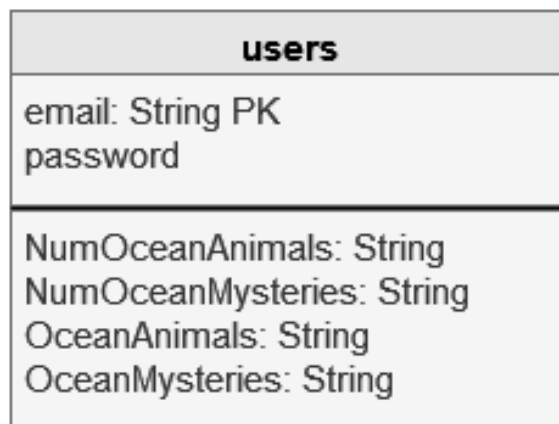 users
email: String PK
password
NumOceanAnimals: String
NumOceanMysteries: String
OceanAnimals: String
OceanMysteries: String